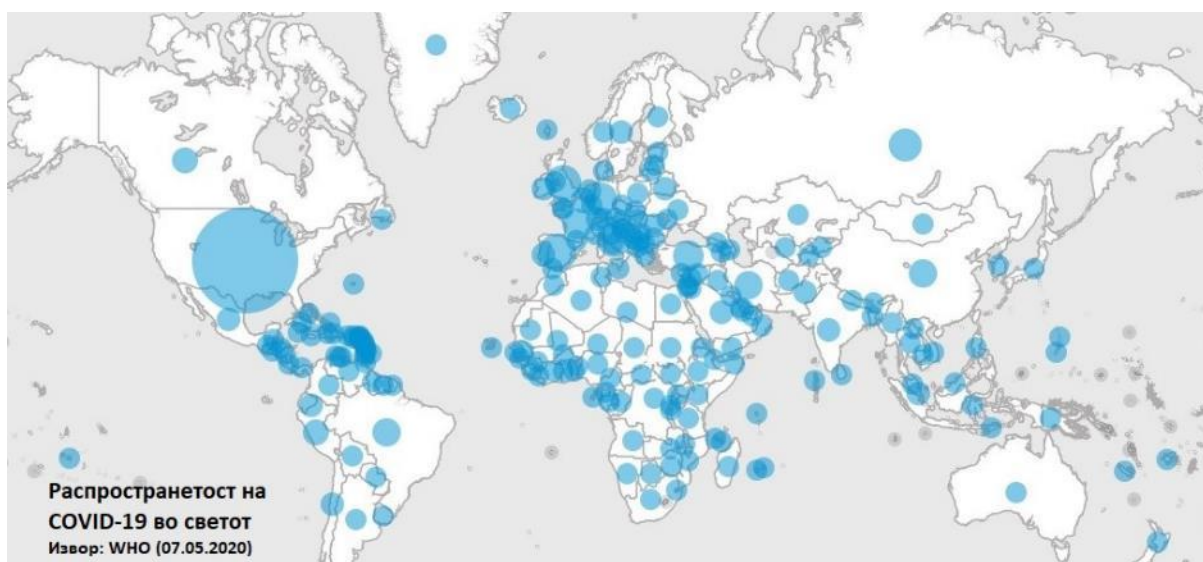 Распространетост на
COVID-19 во светот
Извор: WHO (07.05.2020)